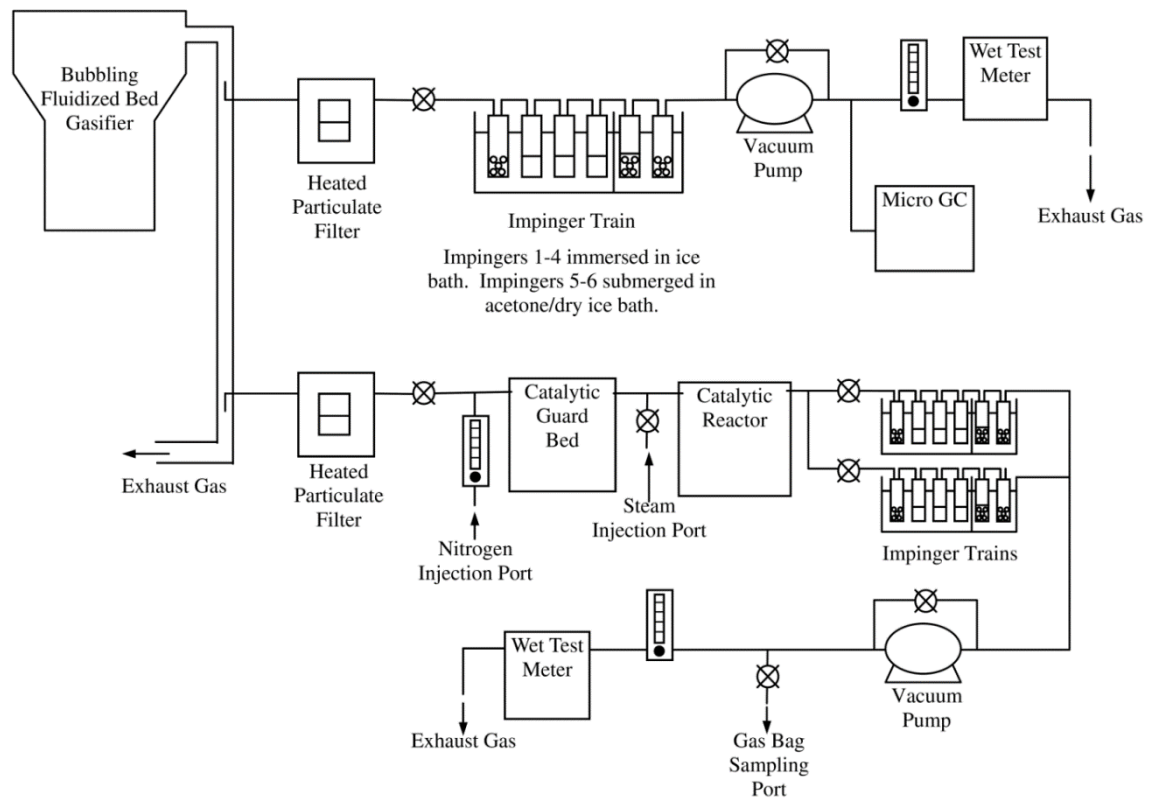 Bubbling
Fluidized Bed
Gasifier
Heated
Particulate
Filter
Impinger Train
Impingers 1-4 immersed in ice
bath. Impingers 5-6 submerged in
acetone/dry ice bath.
Vacuum
Pump
Wet Test
Meter
Micro GC
Exhaust Gas
Exhaust Gas
Heated
Particulate
Filter
Nitrogen
Injection Port
Catalytic
Guard
Bed
Steam
Injection Port
Catalytic
Reactor
Impinger Trains
Wet Test
Meter
Exhaust Gas
Gas Bag
Sampling
Port
Vacuum
Pump